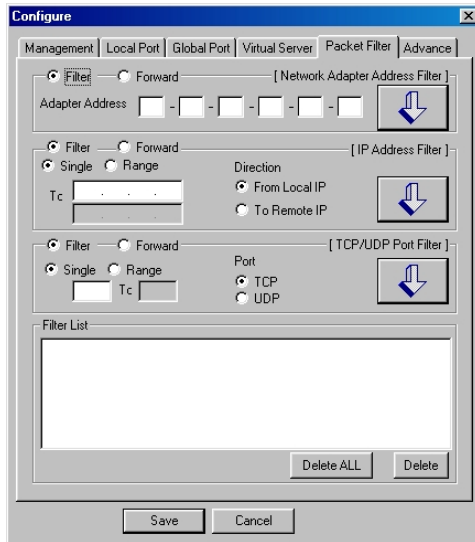 Configure
Management Local Port Global Port Virtual Server Packet Filter Advance
Filter Forward [ Network Adapter Address Filter ]
Adapter Address - - - - -
Filter Forward [ IP Address Filter ]
Single Range Direction
Tc . . . From Local IP
. . . To Remote IP
Filter Forward [ TCP/UDP Port Filter ]
Single Range Port
Tc TCP
UDP
Filter List
Delete ALL Delete
Save Cancel